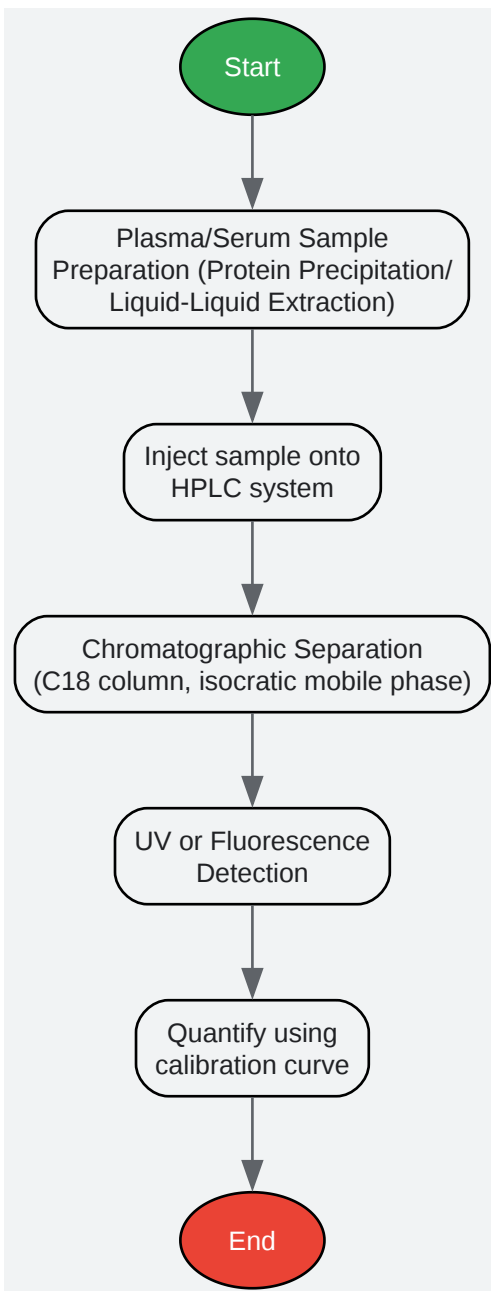 Start
Plasma/Serum Sample
Preparation (Protein Precipitation/
Liquid-Liquid Extraction)
Inject sample onto
HPLC system
Chromatographic Separation
(C18 column, isocratic mobile phase)
UV or Fluorescence
Detection
Quantify using
calibration curve
End